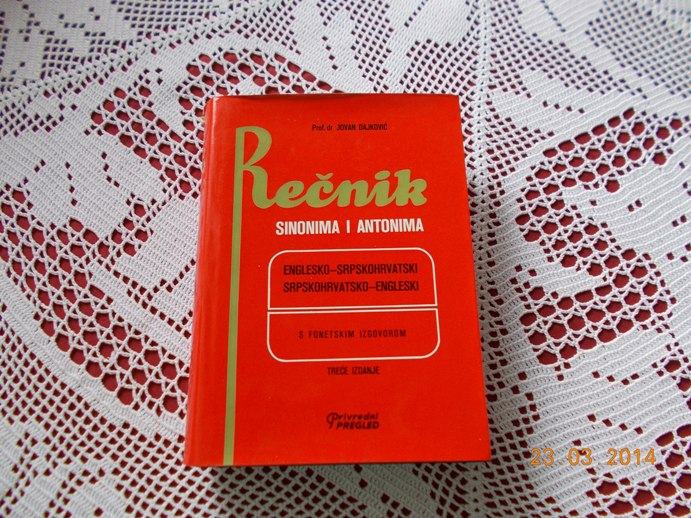 Prof. dr JOVAN DAJKOVIĆ
Rečnik
SINONIMA I ANTONIMA
ENGLESKO-SRPSKOHRVATSKI
SRPSKOHRVATSKO-ENGLESKI
S FONETSKIM IZGOVOROM
TREĆE IZDANJE
Privredni
PREGLED
23 03 2014